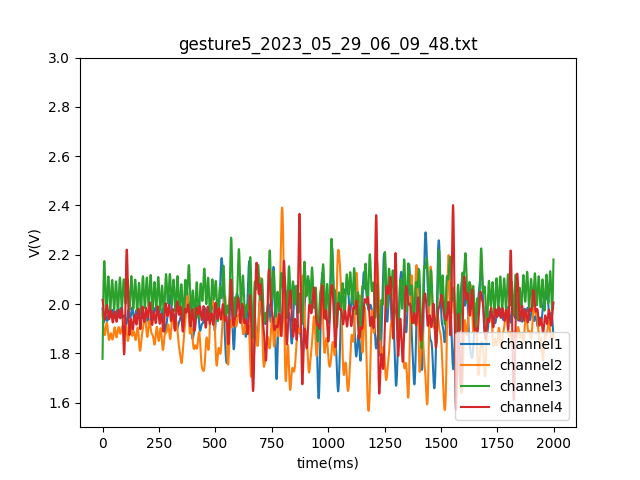 gesture5_2023_05_29_06_09_48.txt
3.0
2.8
2.6
2.4
2.2
2.0
1.8
1.6
V(V)
channel1
channel2
channel3
channel4
0 250 500 750 1000 1250 1500 1750 2000
time(ms)